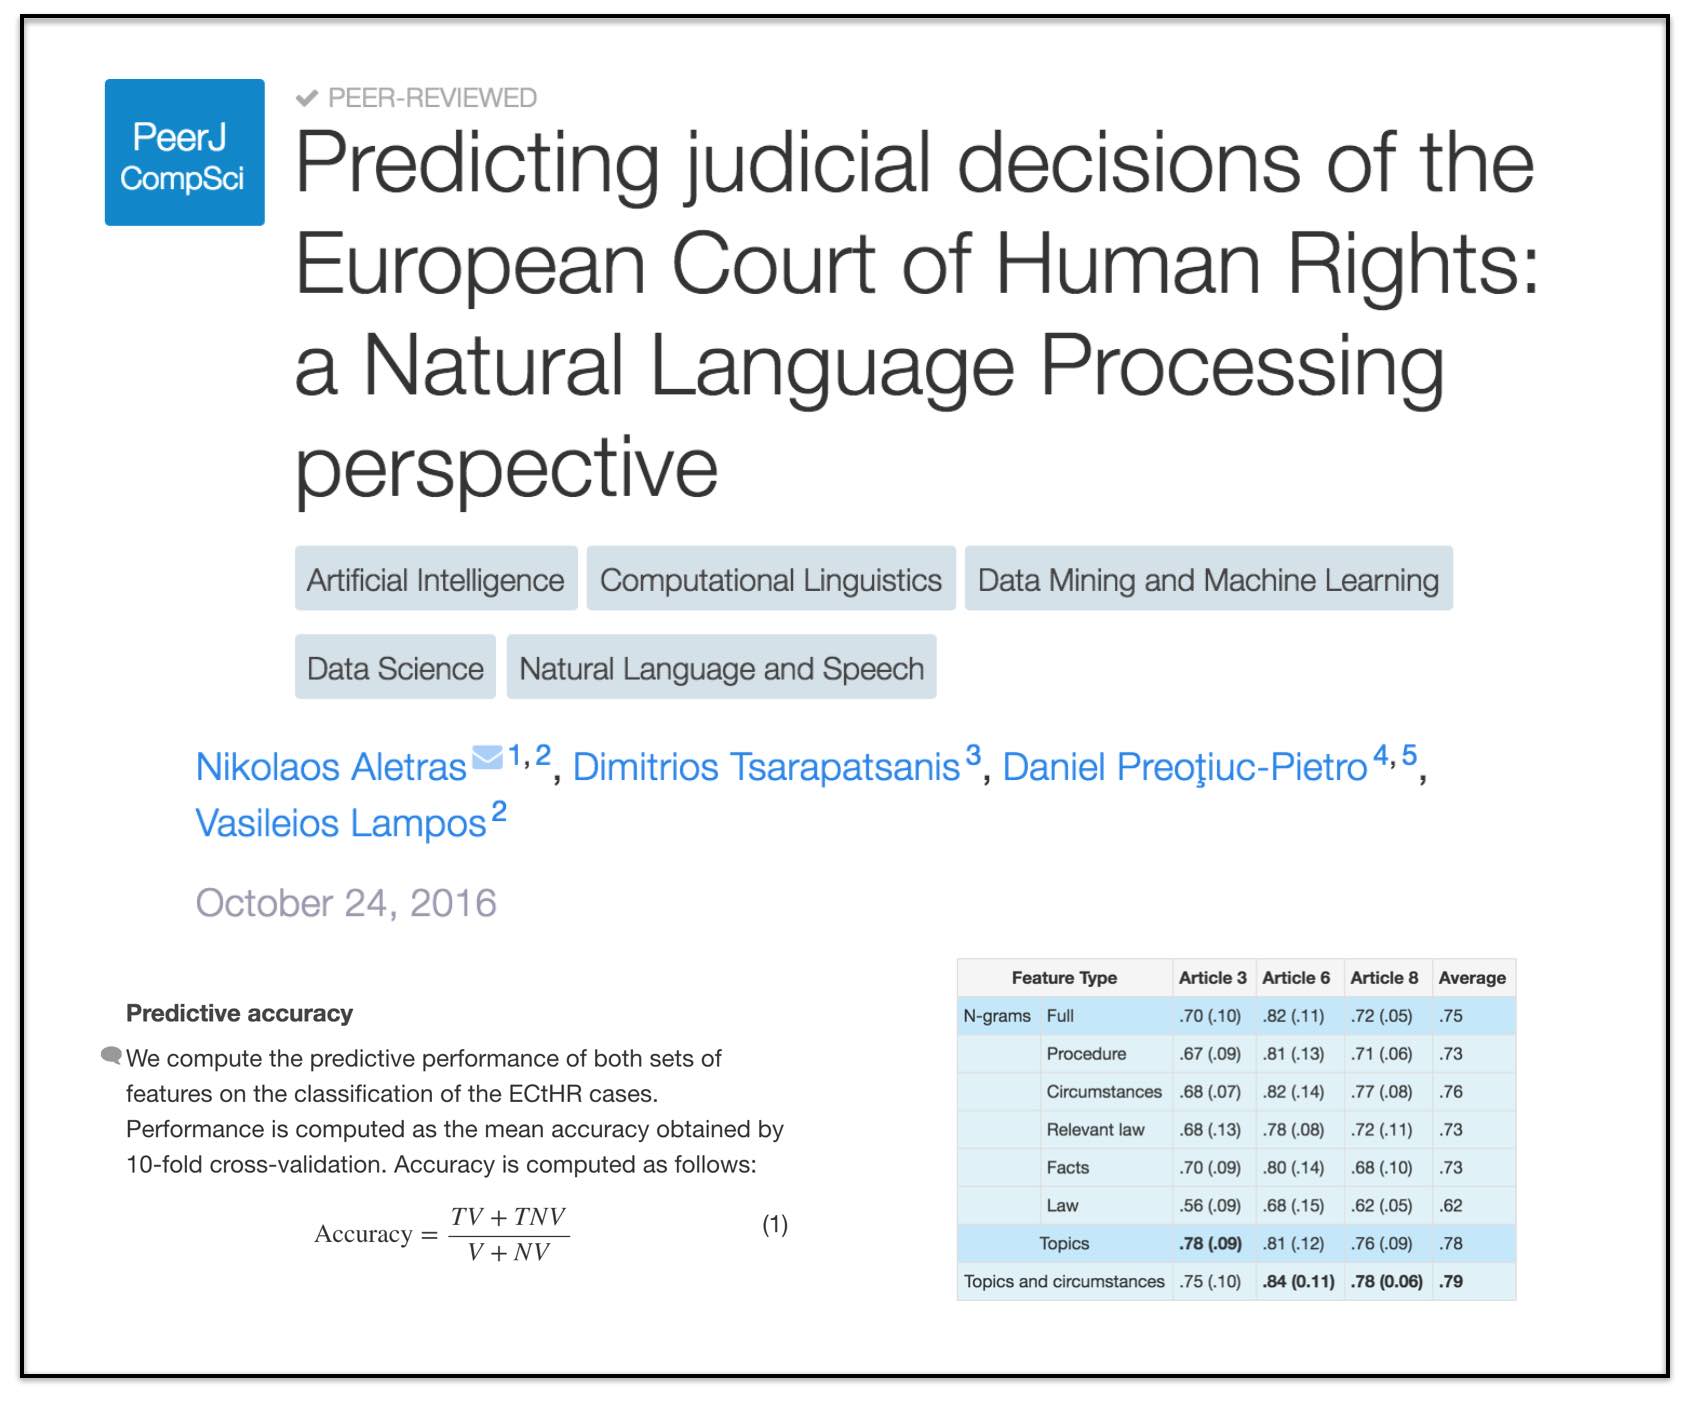 PeerJ
CompSci
✔ PEER-REVIEWED
Predicting judicial decisions of the
European Court of Human Rights:
a Natural Language Processing
perspective
Artificial Intelligence Computational Linguistics Data Mining and Machine Learning
Data Science Natural Language and Speech
Nikolaos Aletras 1,2, Dimitrios Tsarapatsanis 3, Daniel Preoţiuc-Pietro 4,5,
Vasileios Lampos 2
October 24, 2016
Predictive accuracy
We compute the predictive performance of both sets of
features on the classification of the ECtHR cases.
Performance is computed as the mean accuracy obtained by
10-fold cross-validation. Accuracy is computed as follows:
Accuracy = TV + TNV / V + NV (1)
Feature Type Article 3 Article 6 Article 8 Average
N-grams Full .70 (.10) .82 (.11) .72 (.05) .75
Procedure .67 (.09) .81 (.13) .71 (.06) .73
Circumstances .68 (.07) .82 (.14) .77 (.08) .76
Relevant law .68 (.13) .78 (.08) .72 (.11) .73
Facts .70 (.09) .80 (.14) .68 (.10) .73
Law .56 (.09) .68 (.15) .62 (.05) .62
Topics .78 (.09) .81 (.12) .76 (.09) .78
Topics and circumstances .75 (.10) .84 (0.11) .78 (0.06) .79